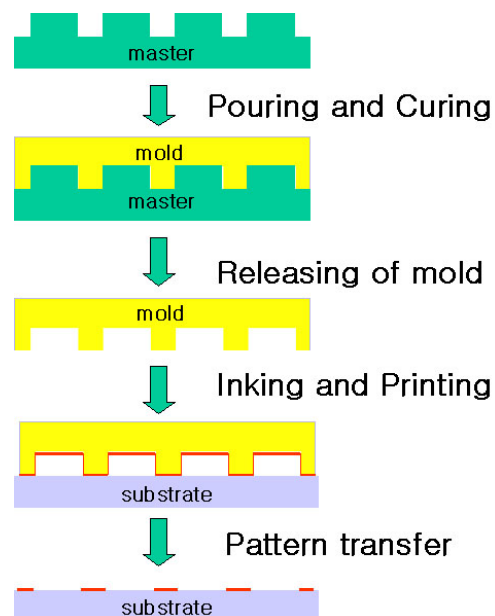 master
Pouring and Curing
mold
master
Releasing of mold
mold
Inking and Printing
substrate
Pattern transfer
substrate